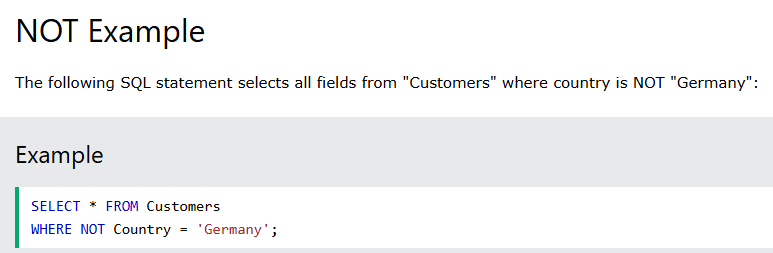 NOT Example
The following SQL statement selects all fields from "Customers" where country is NOT "Germany":
Example
SELECT * FROM Customers
WHERE NOT Country = 'Germany';